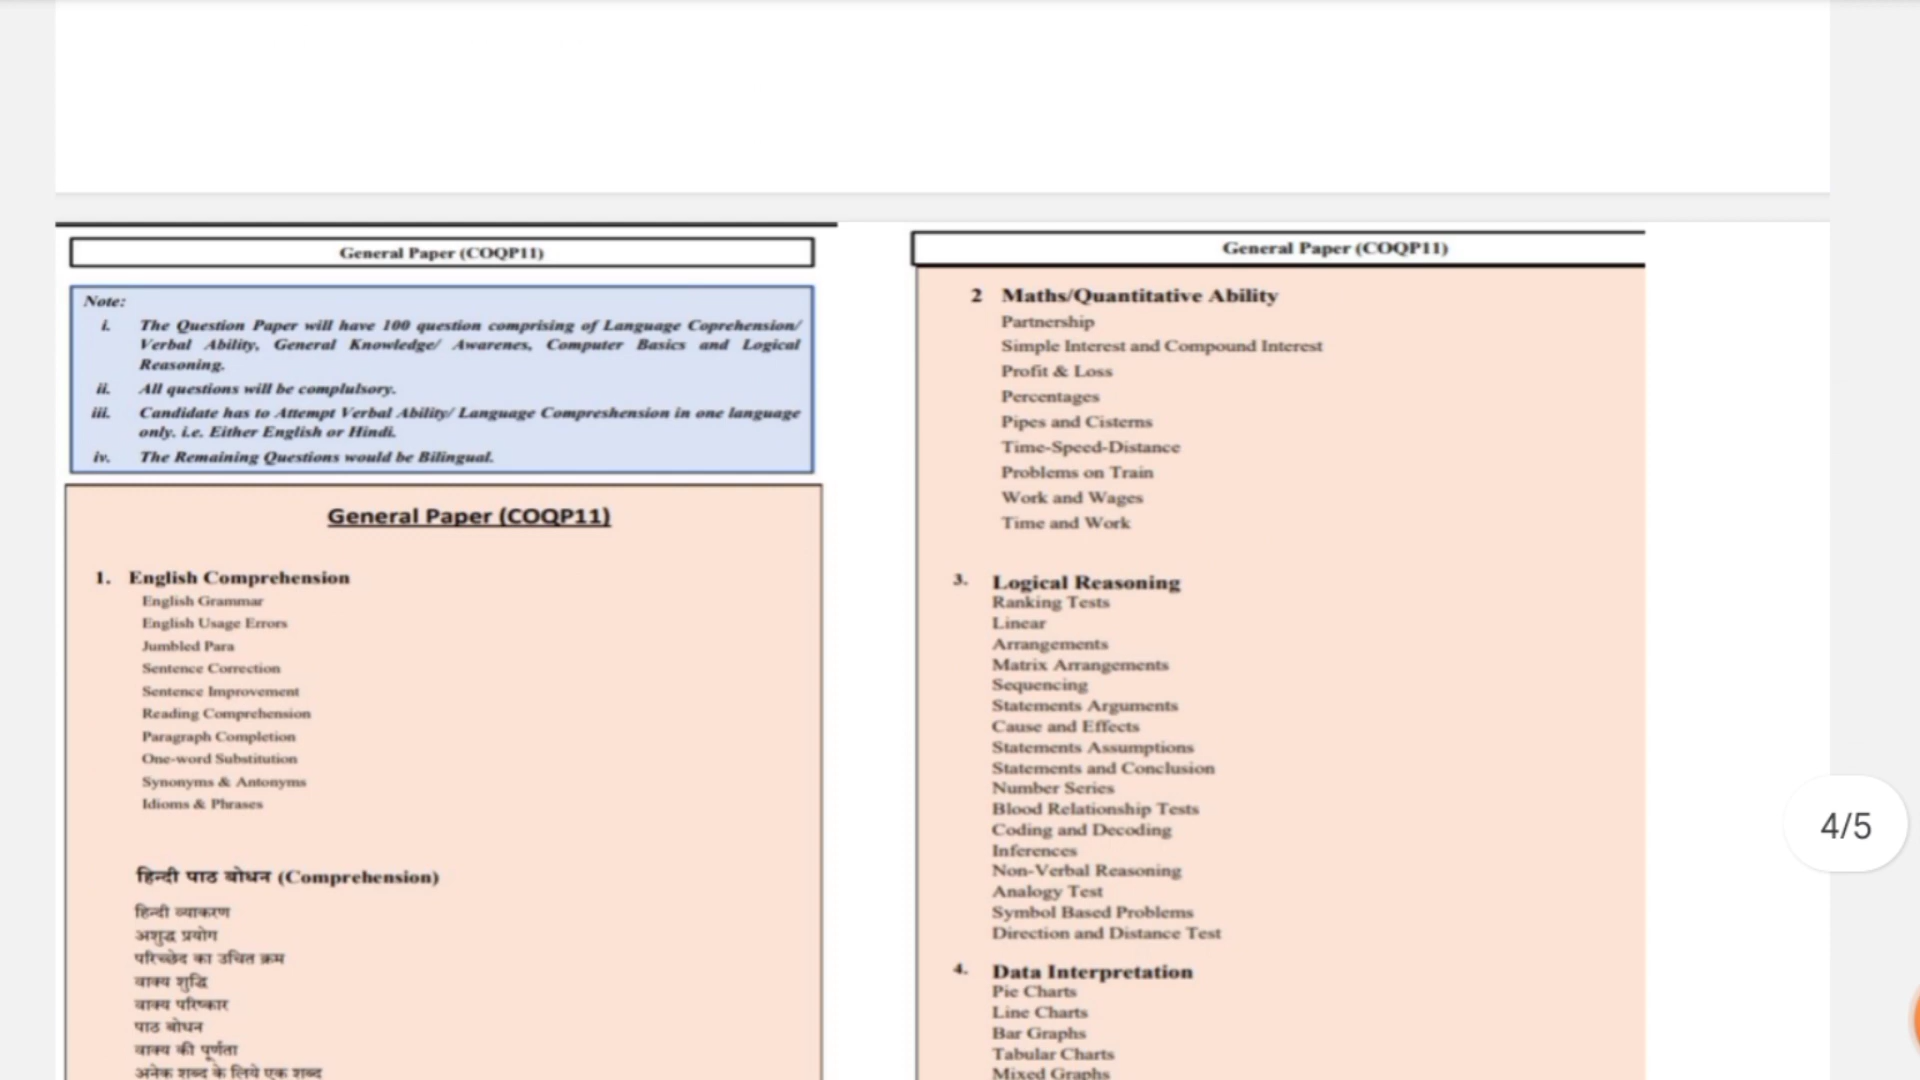 General Paper (COQP11)
Note:
i. The Question Paper will have 100 question comprising of Language Coprehension/
Verbal Ability, General Knowledge/ Awarenes, Computer Basics and Logical
Reasoning.
ii. All questions will be complulsory.
iii. Candidate has to Attempt Verbal Ability/ Language Compreshension in one language
only. i.e. Either English or Hindi.
iv. The Remaining Questions would be Bilingual.
General Paper (COQP11)
1. English Comprehension
English Grammar
English Usage Errors
Jumbled Para
Sentence Correction
Sentence Improvement
Reading Comprehension
Paragraph Completion
One-word Substitution
Synonyms & Antonyms
Idioms & Phrases
हिन्दी पाठ बोधन (Comprehension)
हिन्दी व्याकरण
अशुद्ध प्रयोग
परिच्छेद का उचित क्रम
वाक्य शुद्धि
वाक्य परिष्कार
पाठ बोधन
वाक्य की पूर्णता
अनेक शब्द के लिये एक शब्द
General Paper (COQP11)
2 Maths/Quantitative Ability
Partnership
Simple Interest and Compound Interest
Profit & Loss
Percentages
Pipes and Cisterns
Time-Speed-Distance
Problems on Train
Work and Wages
Time and Work
3. Logical Reasoning
Ranking Tests
Linear
Arrangements
Matrix Arrangements
Sequencing
Statements Arguments
Cause and Effects
Statements Assumptions
Statements and Conclusion
Number Series
Blood Relationship Tests
Coding and Decoding
Inferences
Non-Verbal Reasoning
Analogy Test
Symbol Based Problems
Direction and Distance Test
4. Data Interpretation
Pie Charts
Line Charts
Bar Graphs
Tabular Charts
Mixed Graphs
4/5